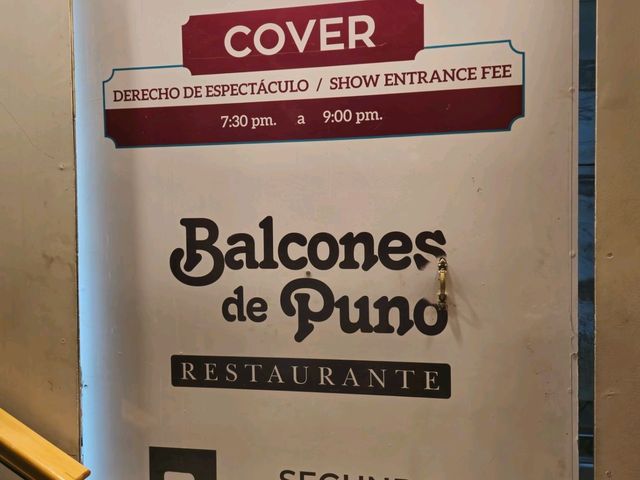 COVER
DERECHO DE ESPECTÁCULO / SHOW ENTRANCE FEE
7:30 pm. a 9:00 pm.
Balcones
de Puno
RESTAURANTE